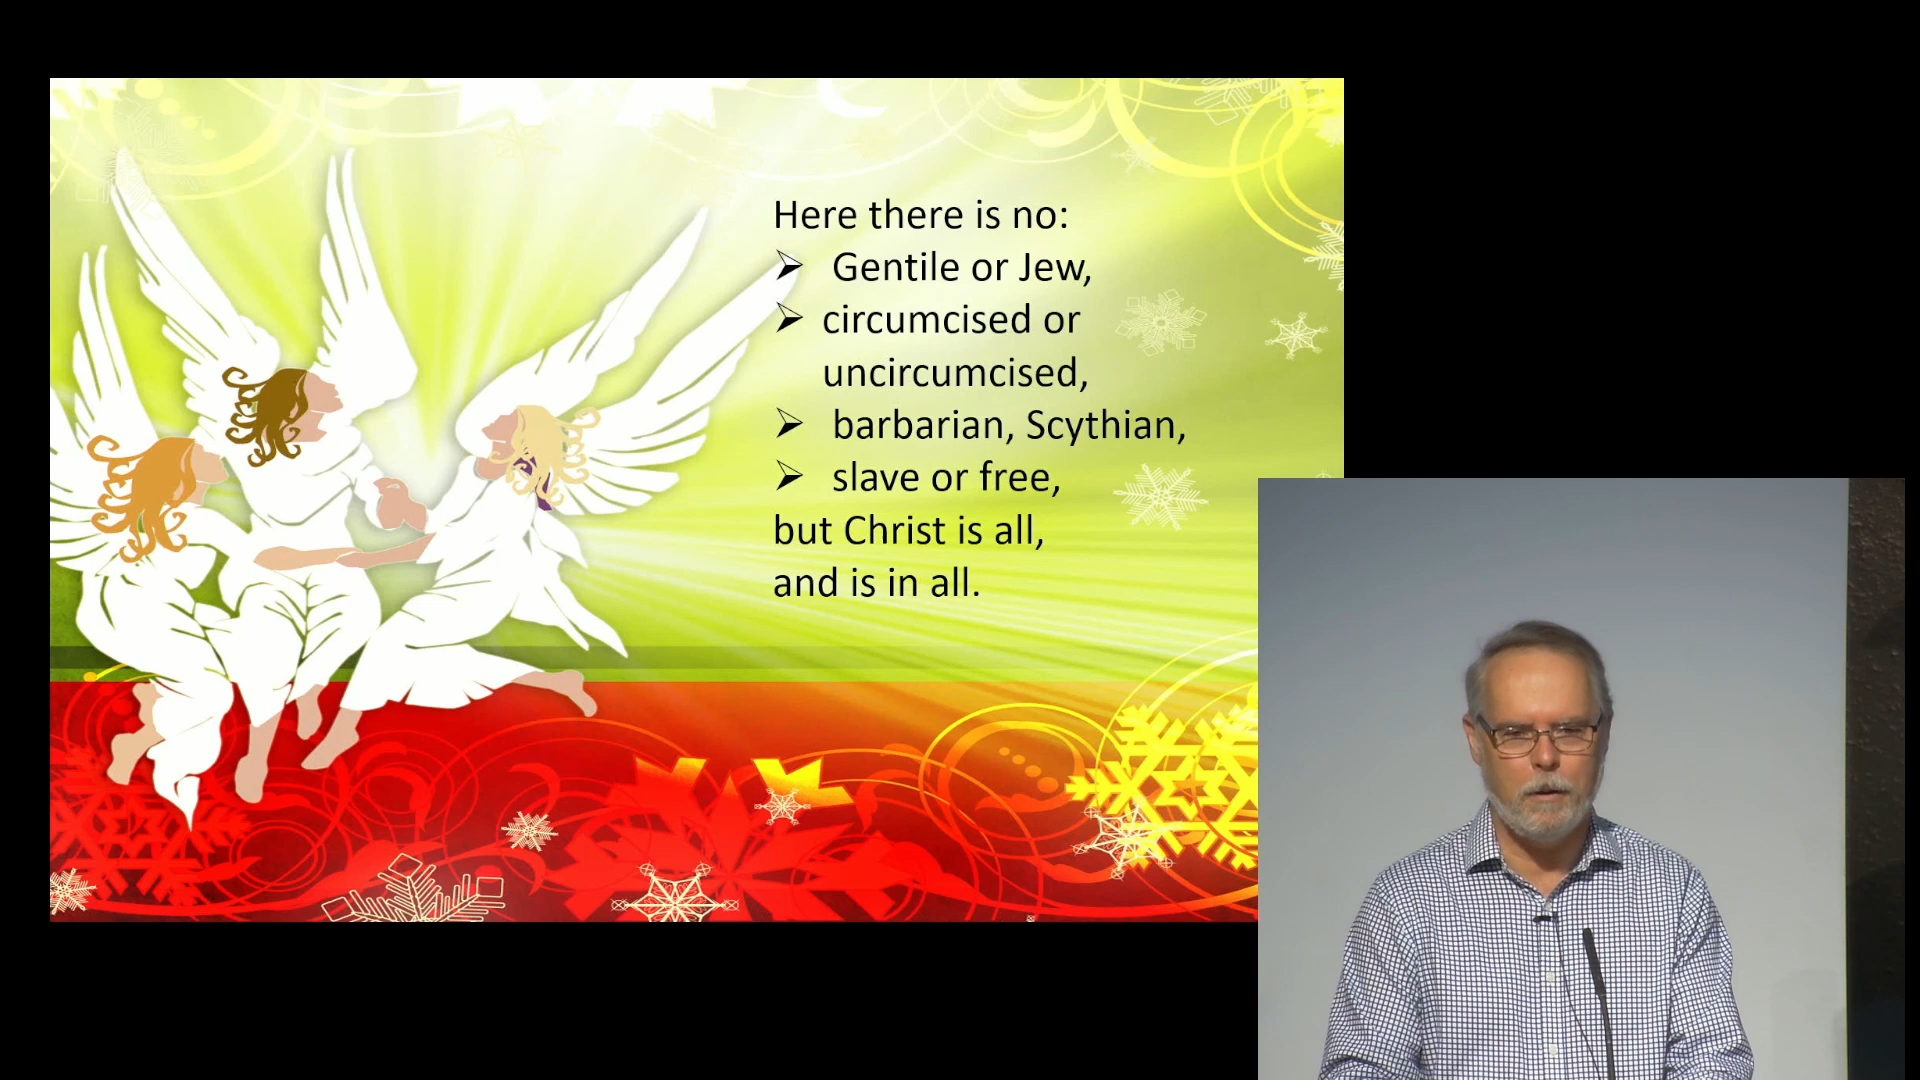 Here there is no:
➢ Gentile or Jew,
➢ circumcised or
uncircumcised,
➢ barbarian, Scythian,
➢ slave or free,
but Christ is all,
and is in all.